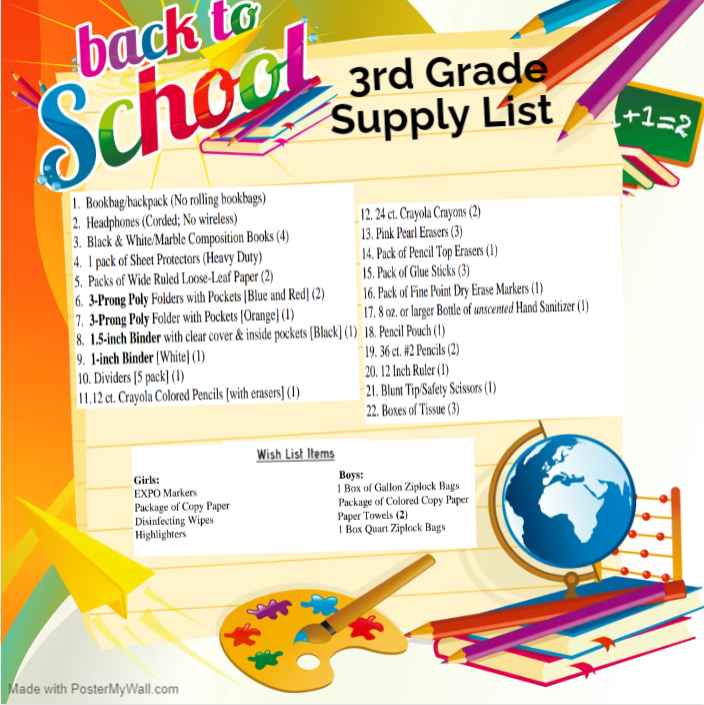 back to
School
3rd Grade
Supply List
+1=2
1. Bookbag/backpack (No rolling bookbags)
2. Headphones (Corded; No wireless)
3. Black & White/Marble Composition Books (4)
4. 1 pack of Sheet Protectors (Heavy Duty)
5. Packs of Wide Ruled Loose-Leaf Paper (2)
6. 3-Prong Poly Folders with Pockets [Blue and Red] (2)
7. 3-Prong Poly Folder with Pockets [Orange] (1)
8. 1.5-inch Binder with clear cover & inside pockets [Black] (1)
9. 1-inch Binder [White] (1)
10. Dividers [5 pack] (1)
11.12 ct. Crayola Colored Pencils [with erasers] (1)
12. 24 ct. Crayola Crayons (2)
13. Pink Pearl Erasers (3)
14. Pack of Pencil Top Erasers (1)
15. Pack of Glue Sticks (3)
16. Pack of Fine Point Dry Erase Markers (1)
17. 8 oz. or larger Bottle of unscented Hand Sanitizer (1)
18. Pencil Pouch (1)
19. 36 ct. #2 Pencils (2)
20. 12 Inch Ruler (1)
21. Blunt Tip/Safety Scissors (1)
22. Boxes of Tissue (3)
Wish List Items
Girls:
EXPO Markers
Package of Copy Paper
Disinfecting Wipes
Highlighters
Boys:
1 Box of Gallon Ziplock Bags
Package of Colored Copy Paper
Paper Towels (2)
1 Box Quart Ziplock Bags
Made with PosterMyWall.com